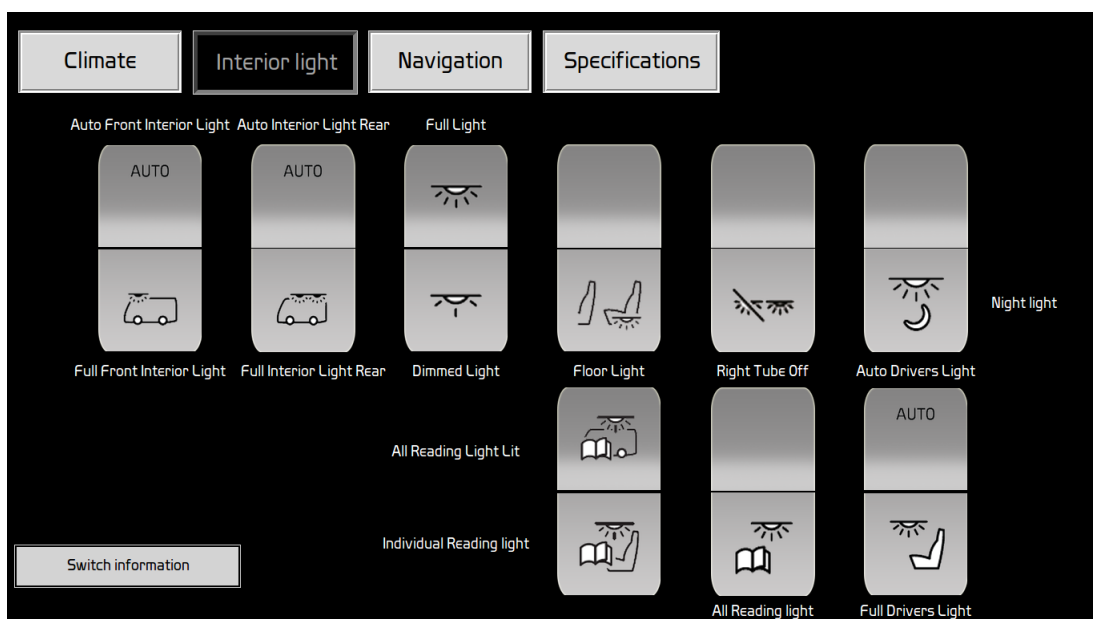 Climate
Interior light
Navigation
Specifications
Auto Front Interior Light
Auto Interior Light Rear
Full Light
AUTO
AUTO
Night light
Full Front Interior Light
Full Interior Light Rear
Dimmed Light
Floor Light
Right Tube Off
Auto Drivers Light
AUTO
All Reading Light Lit
Individual Reading light
Switch information
All Reading light
Full Drivers Light